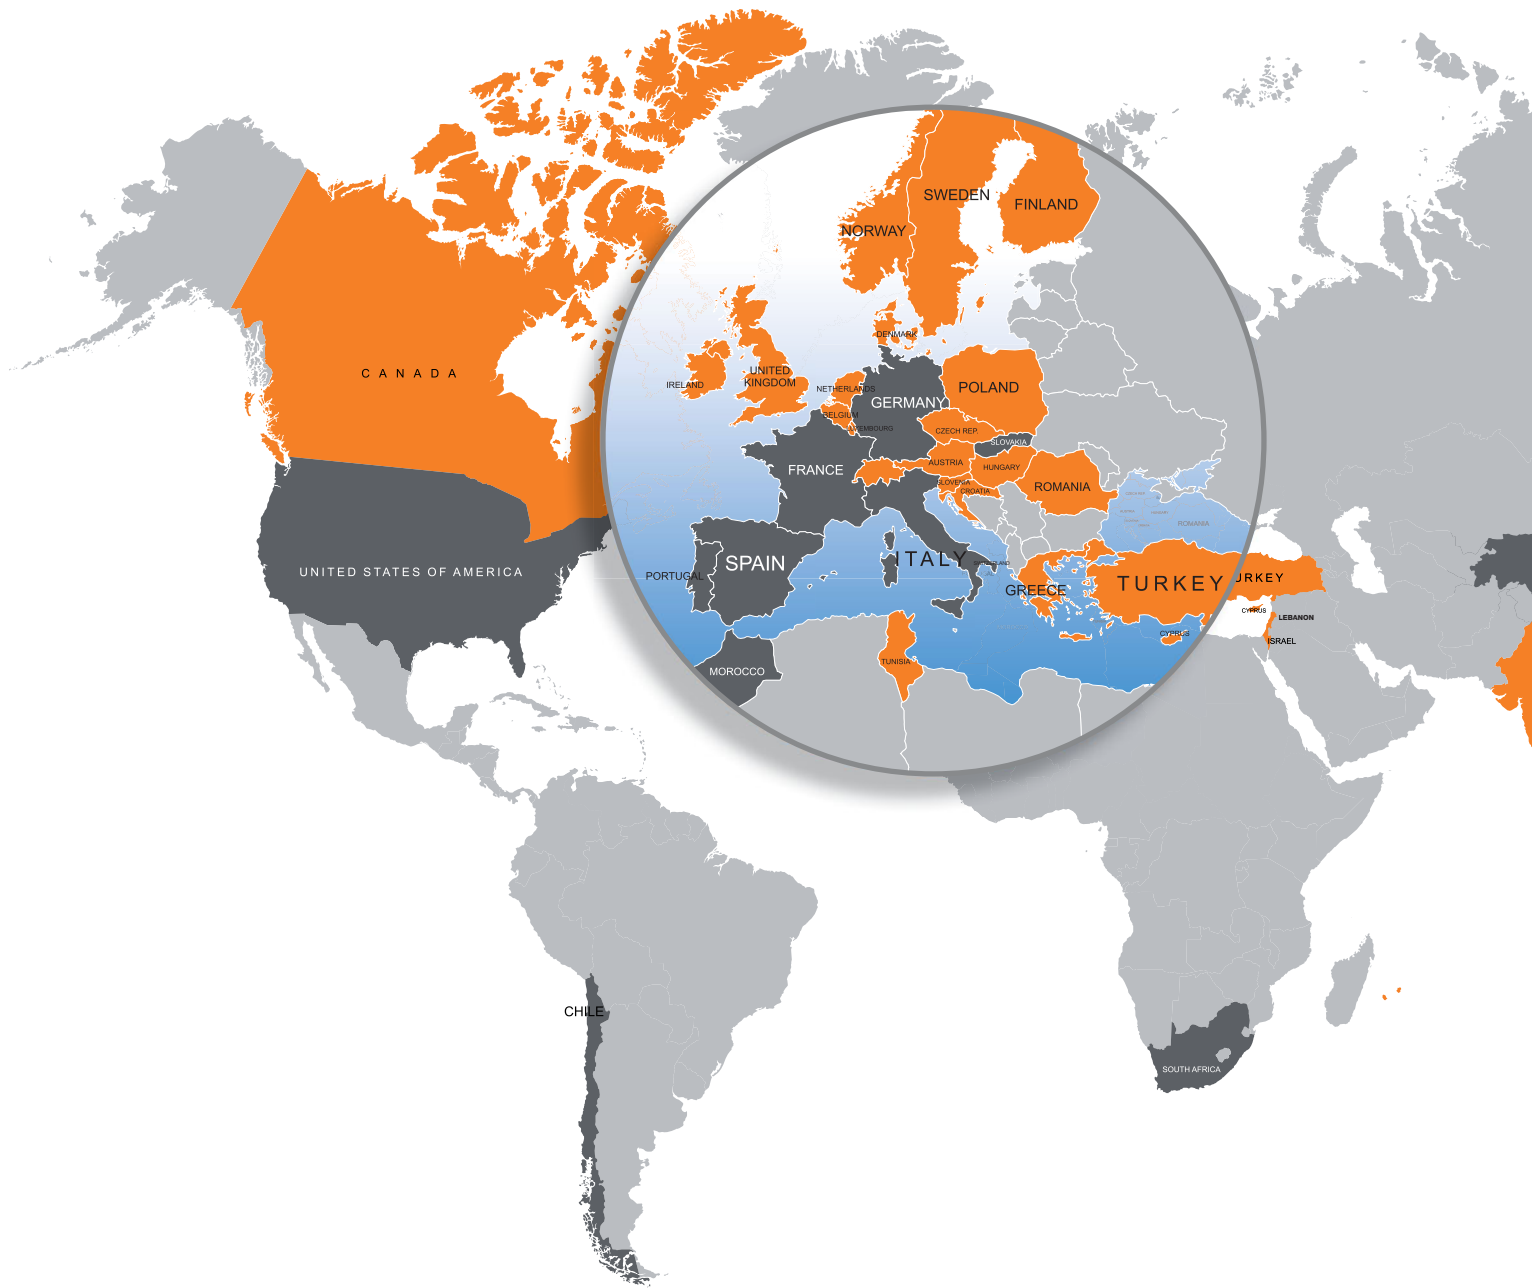 SWEDEN
FINLAND
NORWAY
DENMARK
CANADA
IRELAND
UNITED
KINGDOM
NETHERLANDS
POLAND
GERMANY
BELGIUM
CZECH REP.
SLOVAKIA
FRANCE
AUSTRIA
HUNGARY
SLOVENIA
CROATIA
ROMANIA
ROMANIA
UNITED STATES OF AMERICA
SPAIN
ITALY
PORTUGAL
GREECE
TURKEY
URKEY
CYPRUS
LEBANON
CYPRUS
ISRAEL
TUNISIA
MOROCCO
CHILE
SOUTH AFRICA